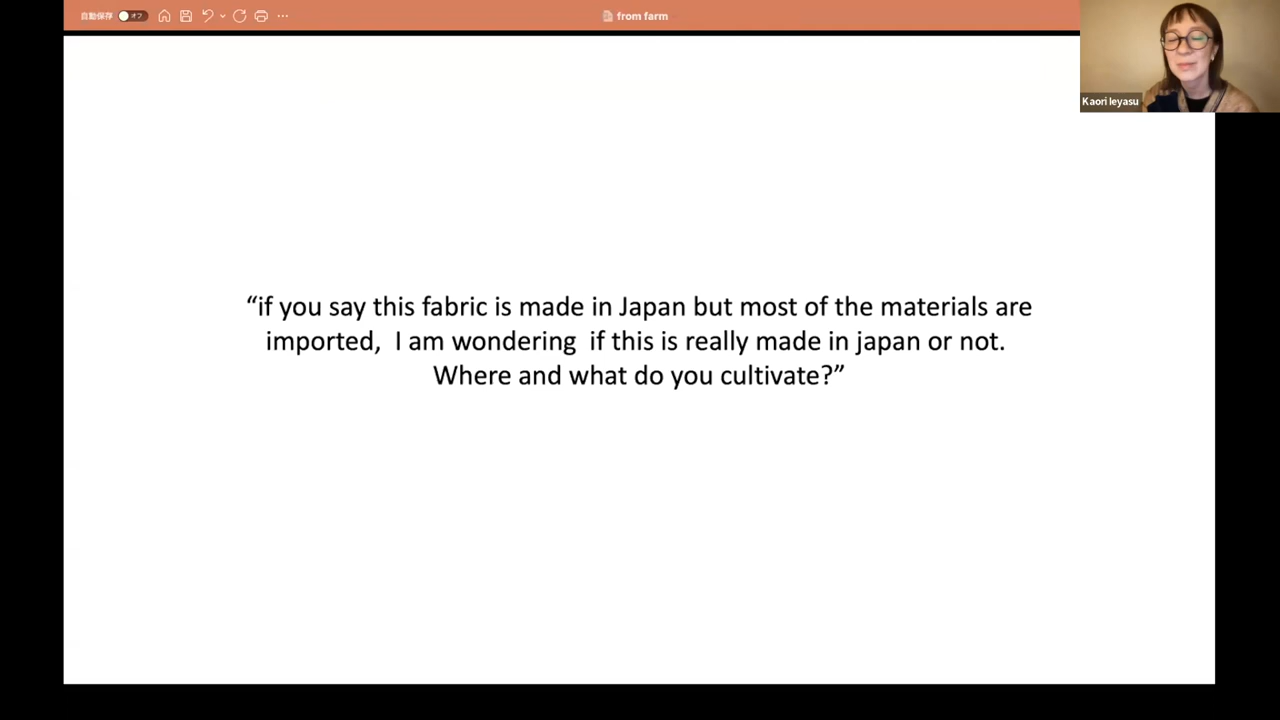 自動保存 オフ
from farm
Kaori Ieyasu
“if you say this fabric is made in Japan but most of the materials are
imported,  I am wondering  if this is really made in japan or not.
Where and what do you cultivate?”